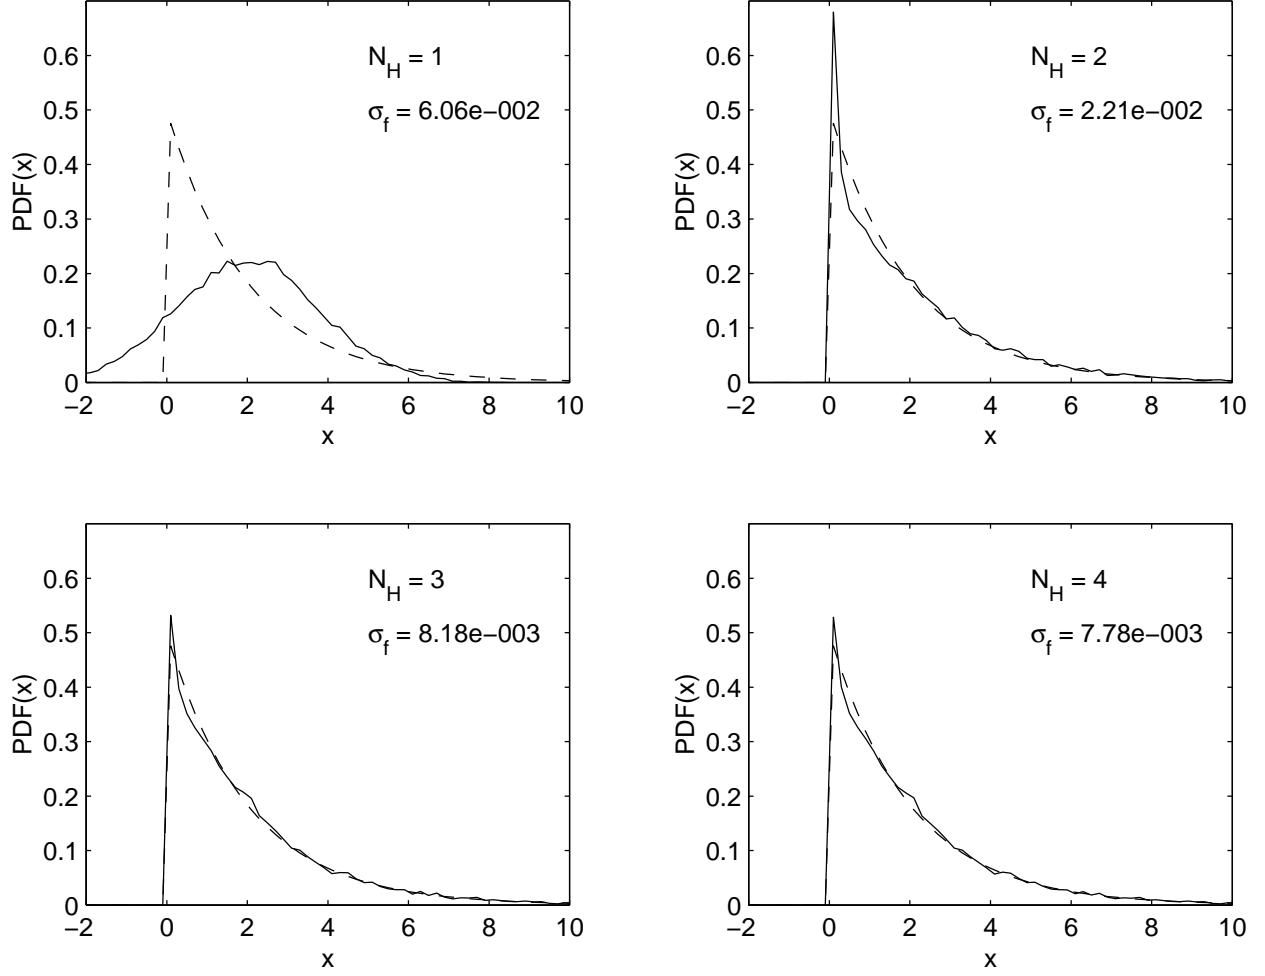 N_H = 1
σ_f = 6.06e−002
PDF(x)
0.6
0.5
0.4
0.3
0.2
0.1
0
−2 0 2 4 6 8 10
x
N_H = 2
σ_f = 2.21e−002
PDF(x)
0.6
0.5
0.4
0.3
0.2
0.1
0
−2 0 2 4 6 8 10
x
N_H = 3
σ_f = 8.18e−003
PDF(x)
0.6
0.5
0.4
0.3
0.2
0.1
0
−2 0 2 4 6 8 10
x
N_H = 4
σ_f = 7.78e−003
PDF(x)
0.6
0.5
0.4
0.3
0.2
0.1
0
−2 0 2 4 6 8 10
x